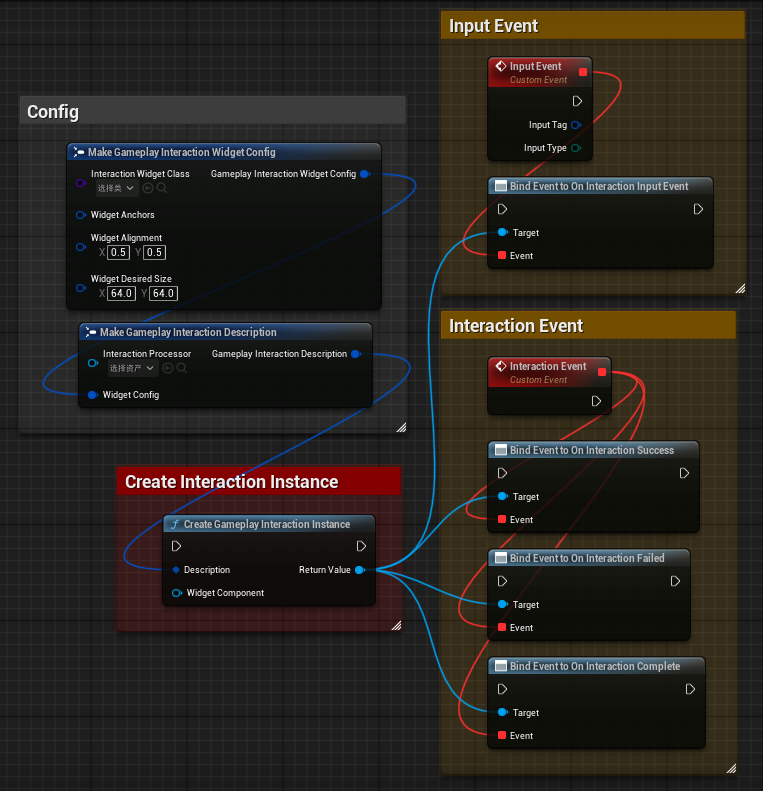 Config
Make Gameplay Interaction Widget Config
Interaction Widget Class
Gameplay Interaction Widget Config
选择类
Widget Anchors
Widget Alignment
X 0.5 Y 0.5
Widget Desired Size
X 64.0 Y 64.0
Make Gameplay Interaction Description
Interaction Processor
Gameplay Interaction Description
选择资产
Widget Config
Create Interaction Instance
f Create Gameplay Interaction Instance
Description
Return Value
Widget Component
Input Event
Input Event
Custom Event
Input Tag
Input Type
Bind Event to On Interaction Input Event
Target
Event
Interaction Event
Interaction Event
Custom Event
Bind Event to On Interaction Success
Target
Event
Bind Event to On Interaction Failed
Target
Event
Bind Event to On Interaction Complete
Target
Event